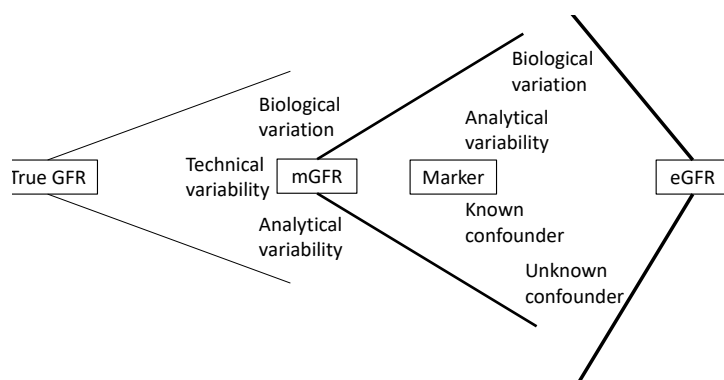 Biological
variation
Biological
variation
Analytical
variability
True GFR
Technical
variability
mGFR
Marker
eGFR
Analytical
variability
Known
confounder
Unknown
confounder